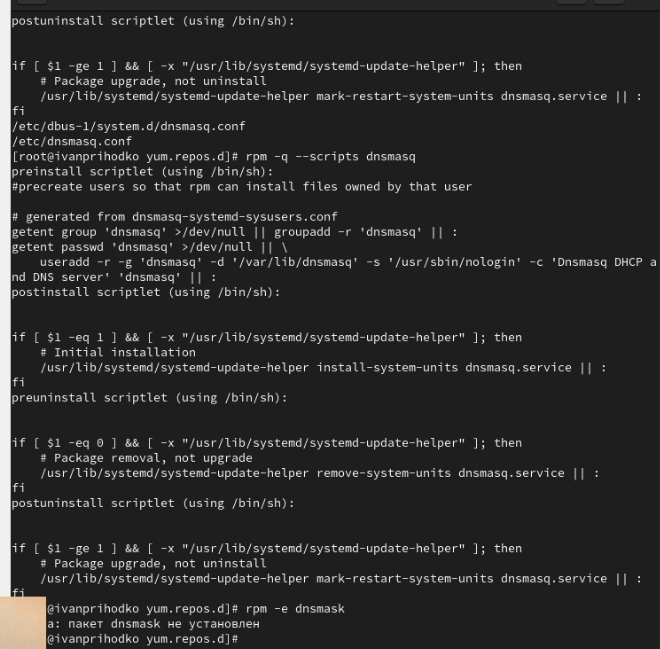 postuninstall scriptlet (using /bin/sh):
if [ $1 -ge 1 ] && [ -x "/usr/lib/systemd/systemd-update-helper" ]; then
# Package upgrade, not uninstall
/usr/lib/systemd/systemd-update-helper mark-restart-system-units dnsmasq.service || :
fi
/etc/dbus-1/system.d/dnsmasq.conf
/etc/dnsmasq.conf
[root@ivanprihodko yum.repos.d]# rpm -q --scripts dnsmasq
preinstall scriptlet (using /bin/sh):
#precreate users so that rpm can install files owned by that user
# generated from dnsmasq-systemd-sysusers.conf
getent group 'dnsmasq' >/dev/null || groupadd -r 'dnsmasq' || :
getent passwd 'dnsmasq' >/dev/null || \
useradd -r -g 'dnsmasq' -d '/var/lib/dnsmasq' -s '/usr/sbin/nologin' -c 'Dnsmasq DHCP a
nd DNS server' 'dnsmasq' || :
postinstall scriptlet (using /bin/sh):
if [ $1 -eq 1 ] && [ -x "/usr/lib/systemd/systemd-update-helper" ]; then
# Initial installation
/usr/lib/systemd/systemd-update-helper install-system-units dnsmasq.service || :
fi
preuninstall scriptlet (using /bin/sh):
if [ $1 -eq 0 ] && [ -x "/usr/lib/systemd/systemd-update-helper" ]; then
# Package removal, not upgrade
/usr/lib/systemd/systemd-update-helper remove-system-units dnsmasq.service || :
fi
postuninstall scriptlet (using /bin/sh):
if [ $1 -ge 1 ] && [ -x "/usr/lib/systemd/systemd-update-helper" ]; then
# Package upgrade, not uninstall
/usr/lib/systemd/systemd-update-helper mark-restart-system-units dnsmasq.service || :
fi
@ivanprihodko yum.repos.d]# rpm -e dnsmask
а: пакет dnsmask не установлен
@ivanprihodko yum.repos.d]#